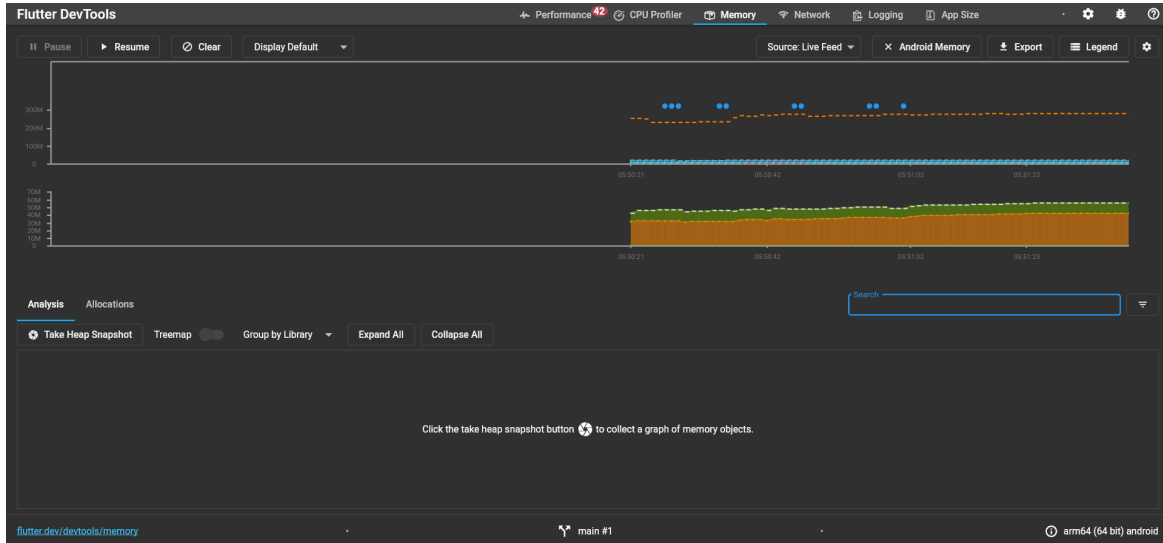 Flutter DevTools
Performance 42 CPU Profiler Memory Network Logging App Size
Pause Resume Clear Display Default Source: Live Feed Android Memory Export Legend
300M
200M
100M
0
05:50:21 05:50:42 05:51:02 05:51:23
70M
60M
50M
40M
30M
20M
10M
0
05:50:21 05:50:42 05:51:02 05:51:23
Analysis Allocations Search
Take Heap Snapshot Treemap Group by Library Expand All Collapse All
Click the take heap snapshot button to collect a graph of memory objects.
flutter.dev/devtools/memory main #1 arm64 (64 bit) android